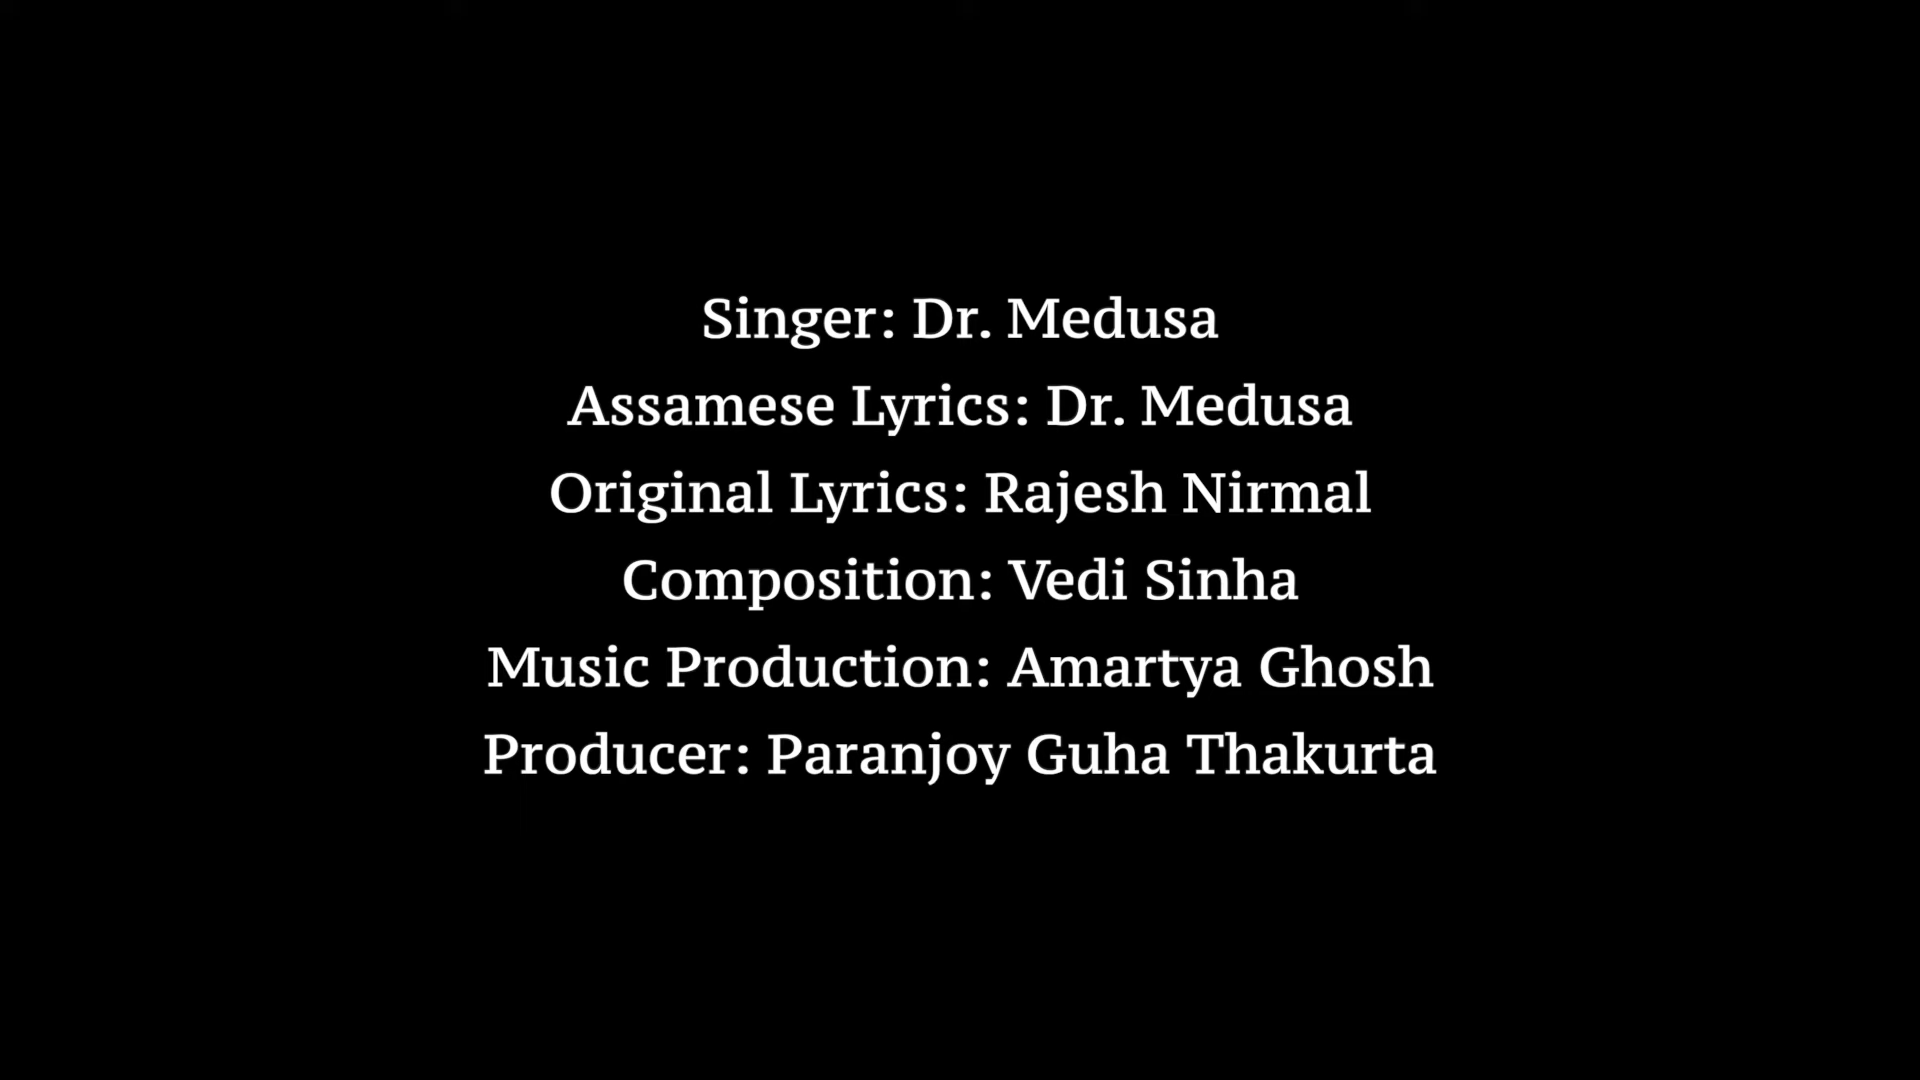 Singer: Dr. Medusa
Assamese Lyrics: Dr. Medusa
Original Lyrics: Rajesh Nirmal
Composition: Vedi Sinha
Music Production: Amartya Ghosh
Producer: Paranjoy Guha Thakurta